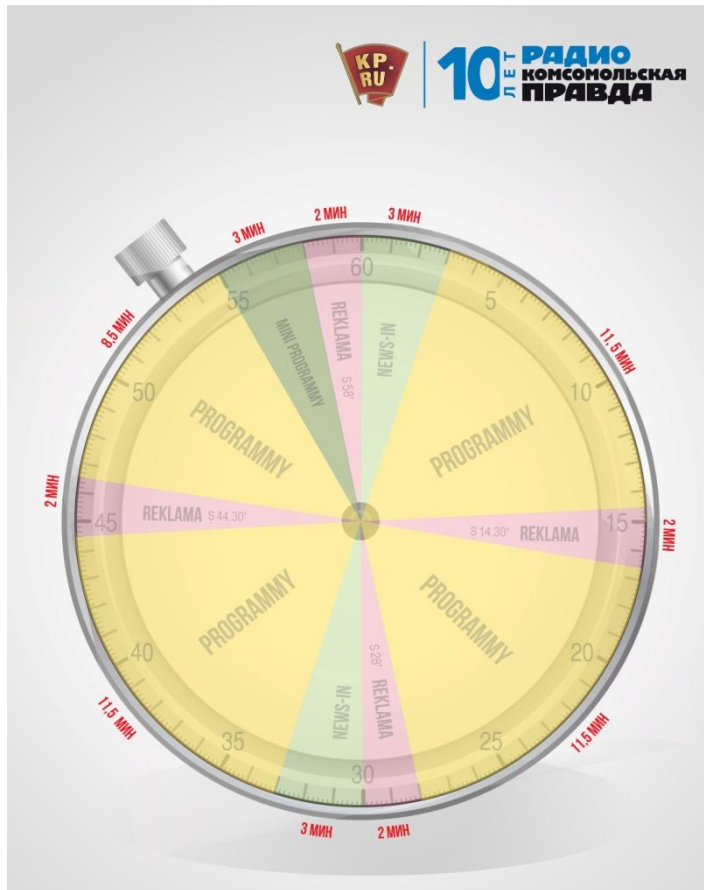 KP.
RU
10
ЛЕТ
РАДИО
КОМСОМОЛЬСКАЯ
ПРАВДА
3 МИН
2 МИН
3 МИН
60
55
5
8,5 МИН
11,5 МИН
REKLAMA
S 58'
NEWS-IN
MINI PROGRAMMY
50
10
PROGRAMMY
PROGRAMMY
2 МИН
45
REKLAMA S 44.30'
S 14.30' REKLAMA
15
2 МИН
PROGRAMMY
PROGRAMMY
40
20
NEWS-IN
S 28'
REKLAMA
11,5 МИН
11,5 МИН
35
25
30
3 МИН
2 МИН